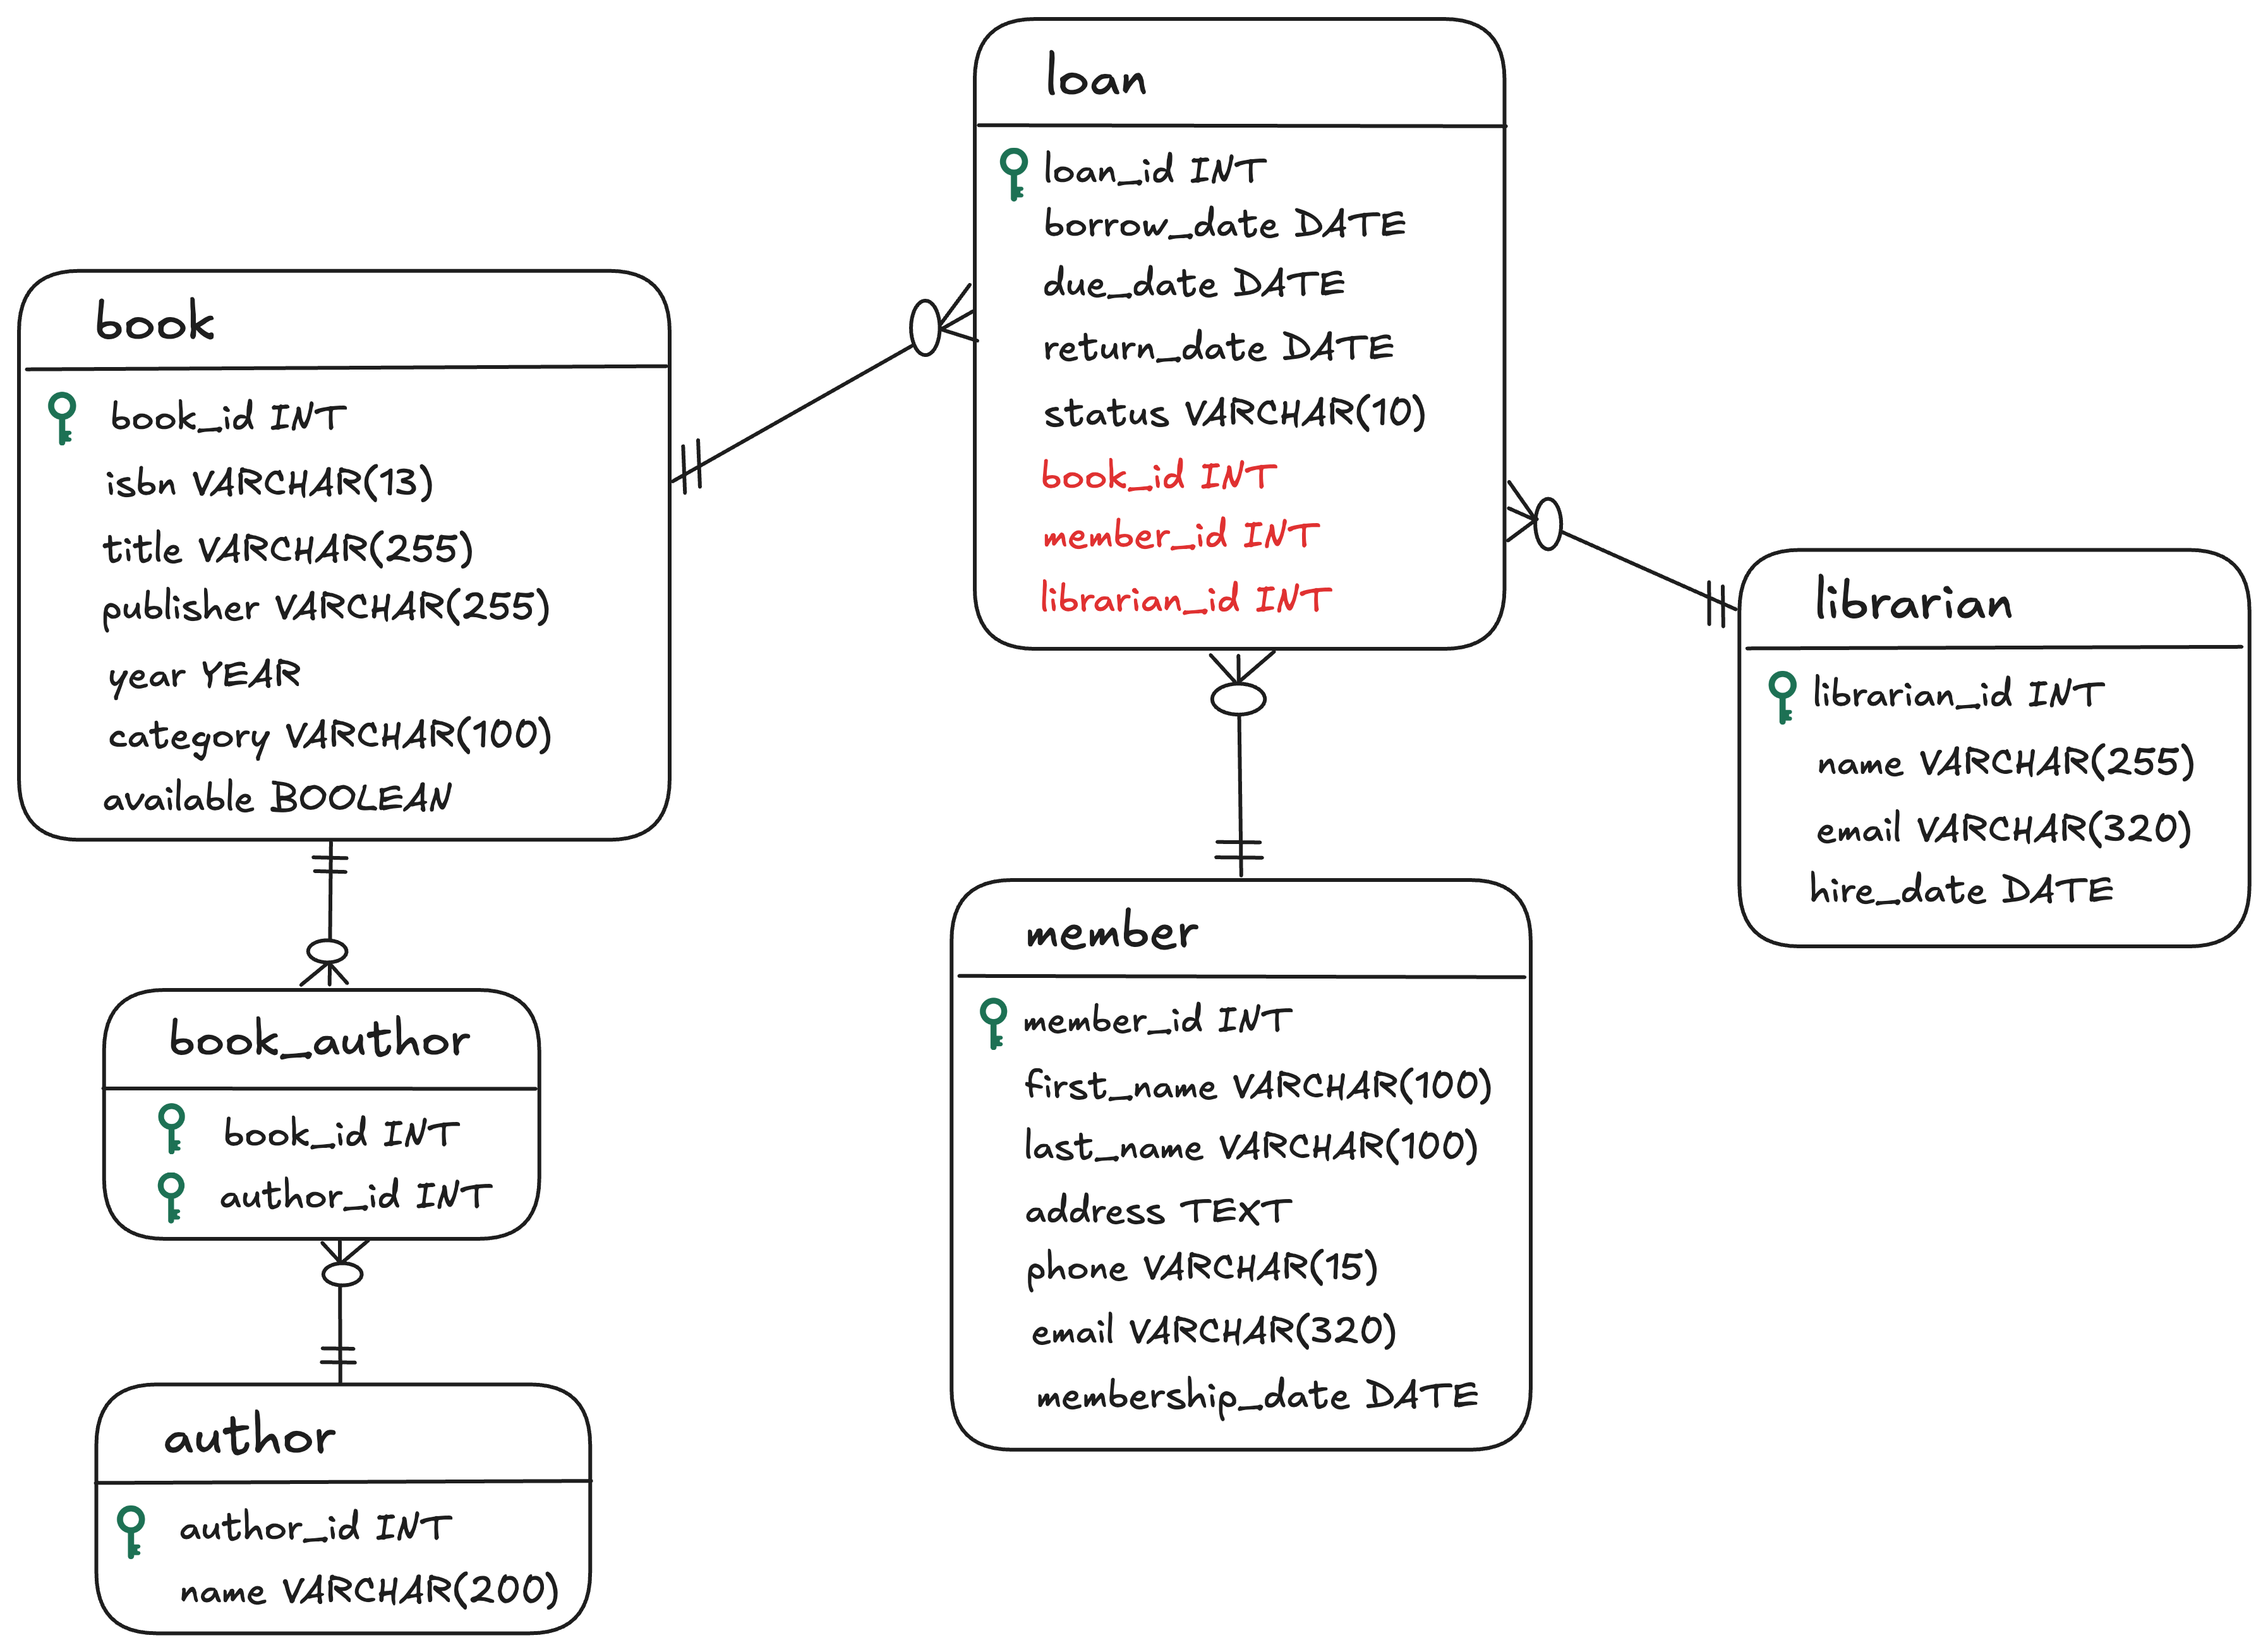 loan
loan_id INT
borrow_date DATE
due_date DATE
return_date DATE
status VARCHAR(10)
book_id INT
member_id INT
librarian_id INT
book
book_id INT
isbn VARCHAR(13)
title VARCHAR(255)
publisher VARCHAR(255)
year YEAR
category VARCHAR(100)
available BOOLEAN
librarian
librarian_id INT
name VARCHAR(255)
email VARCHAR(320)
hire_date DATE
member
member_id INT
first_name VARCHAR(100)
last_name VARCHAR(100)
address TEXT
phone VARCHAR(15)
email VARCHAR(320)
membership_date DATE
book_author
book_id INT
author_id INT
author
author_id INT
name VARCHAR(200)